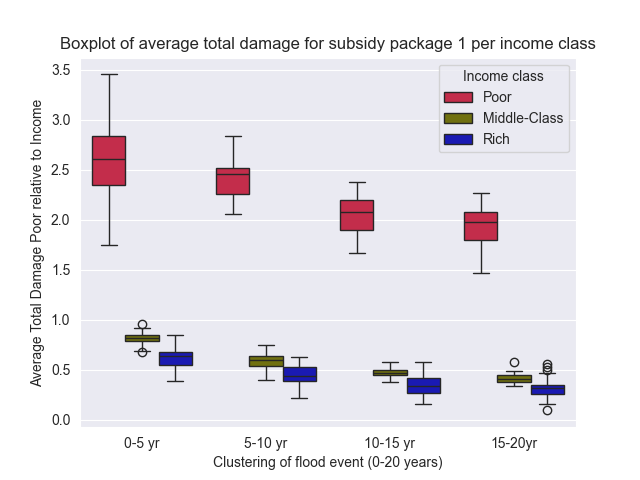 Boxplot of average total damage for subsidy package 1 per income class
Average Total Damage Poor relative to Income
3.5
3.0
2.5
2.0
1.5
1.0
0.5
0.0
Income class
Poor
Middle-Class
Rich
0-5 yr
5-10 yr
10-15 yr
15-20yr
Clustering of flood event (0-20 years)